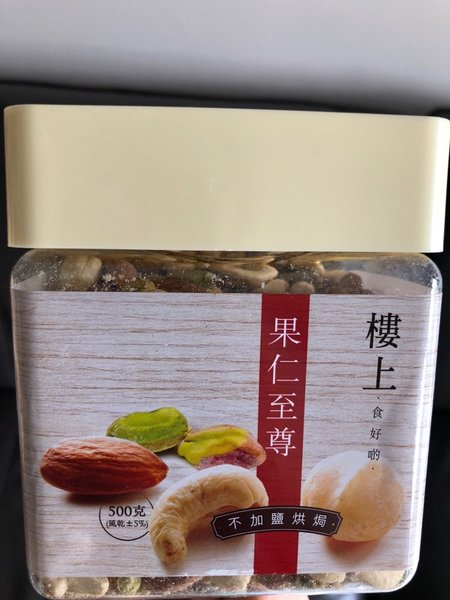 樓上
·食好啲·
果仁至尊
500克
(風乾±5%)
·不加鹽烘焗·